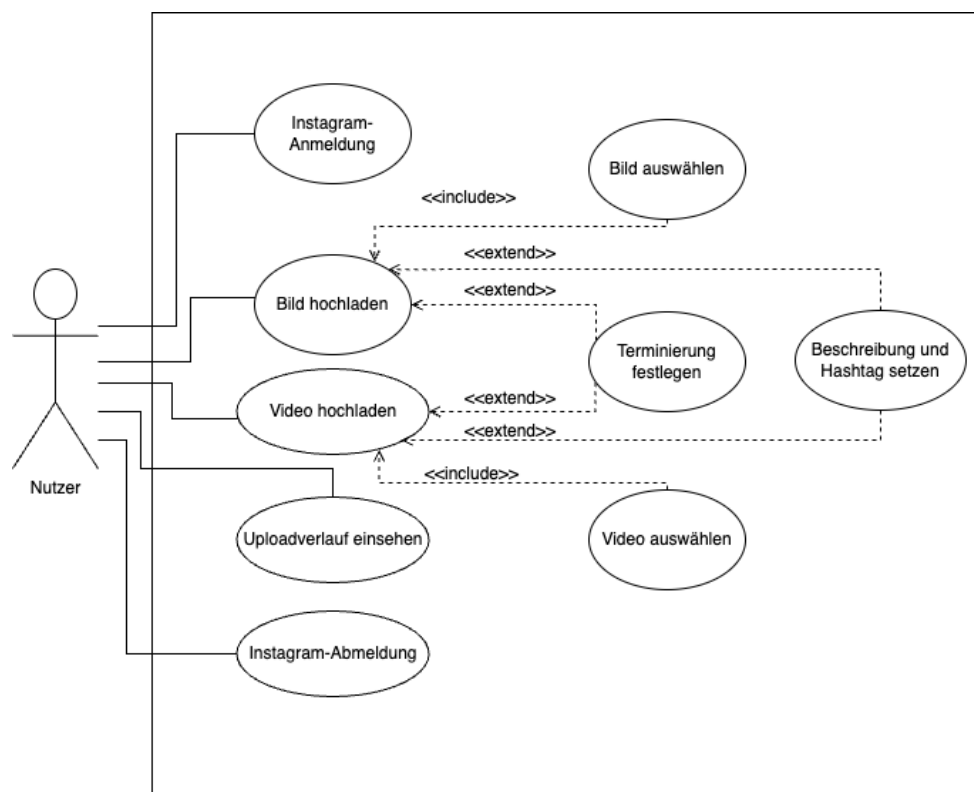 Instagram-
Anmeldung
Bild auswählen
<<include>>
<<extend>>
Bild hochladen
<<extend>>
Terminierung
festlegen
Beschreibung und
Hashtag setzen
Video hochladen
<<extend>>
<<extend>>
<<include>>
Nutzer
Uploadverlauf einsehen
Video auswählen
Instagram-Abmeldung